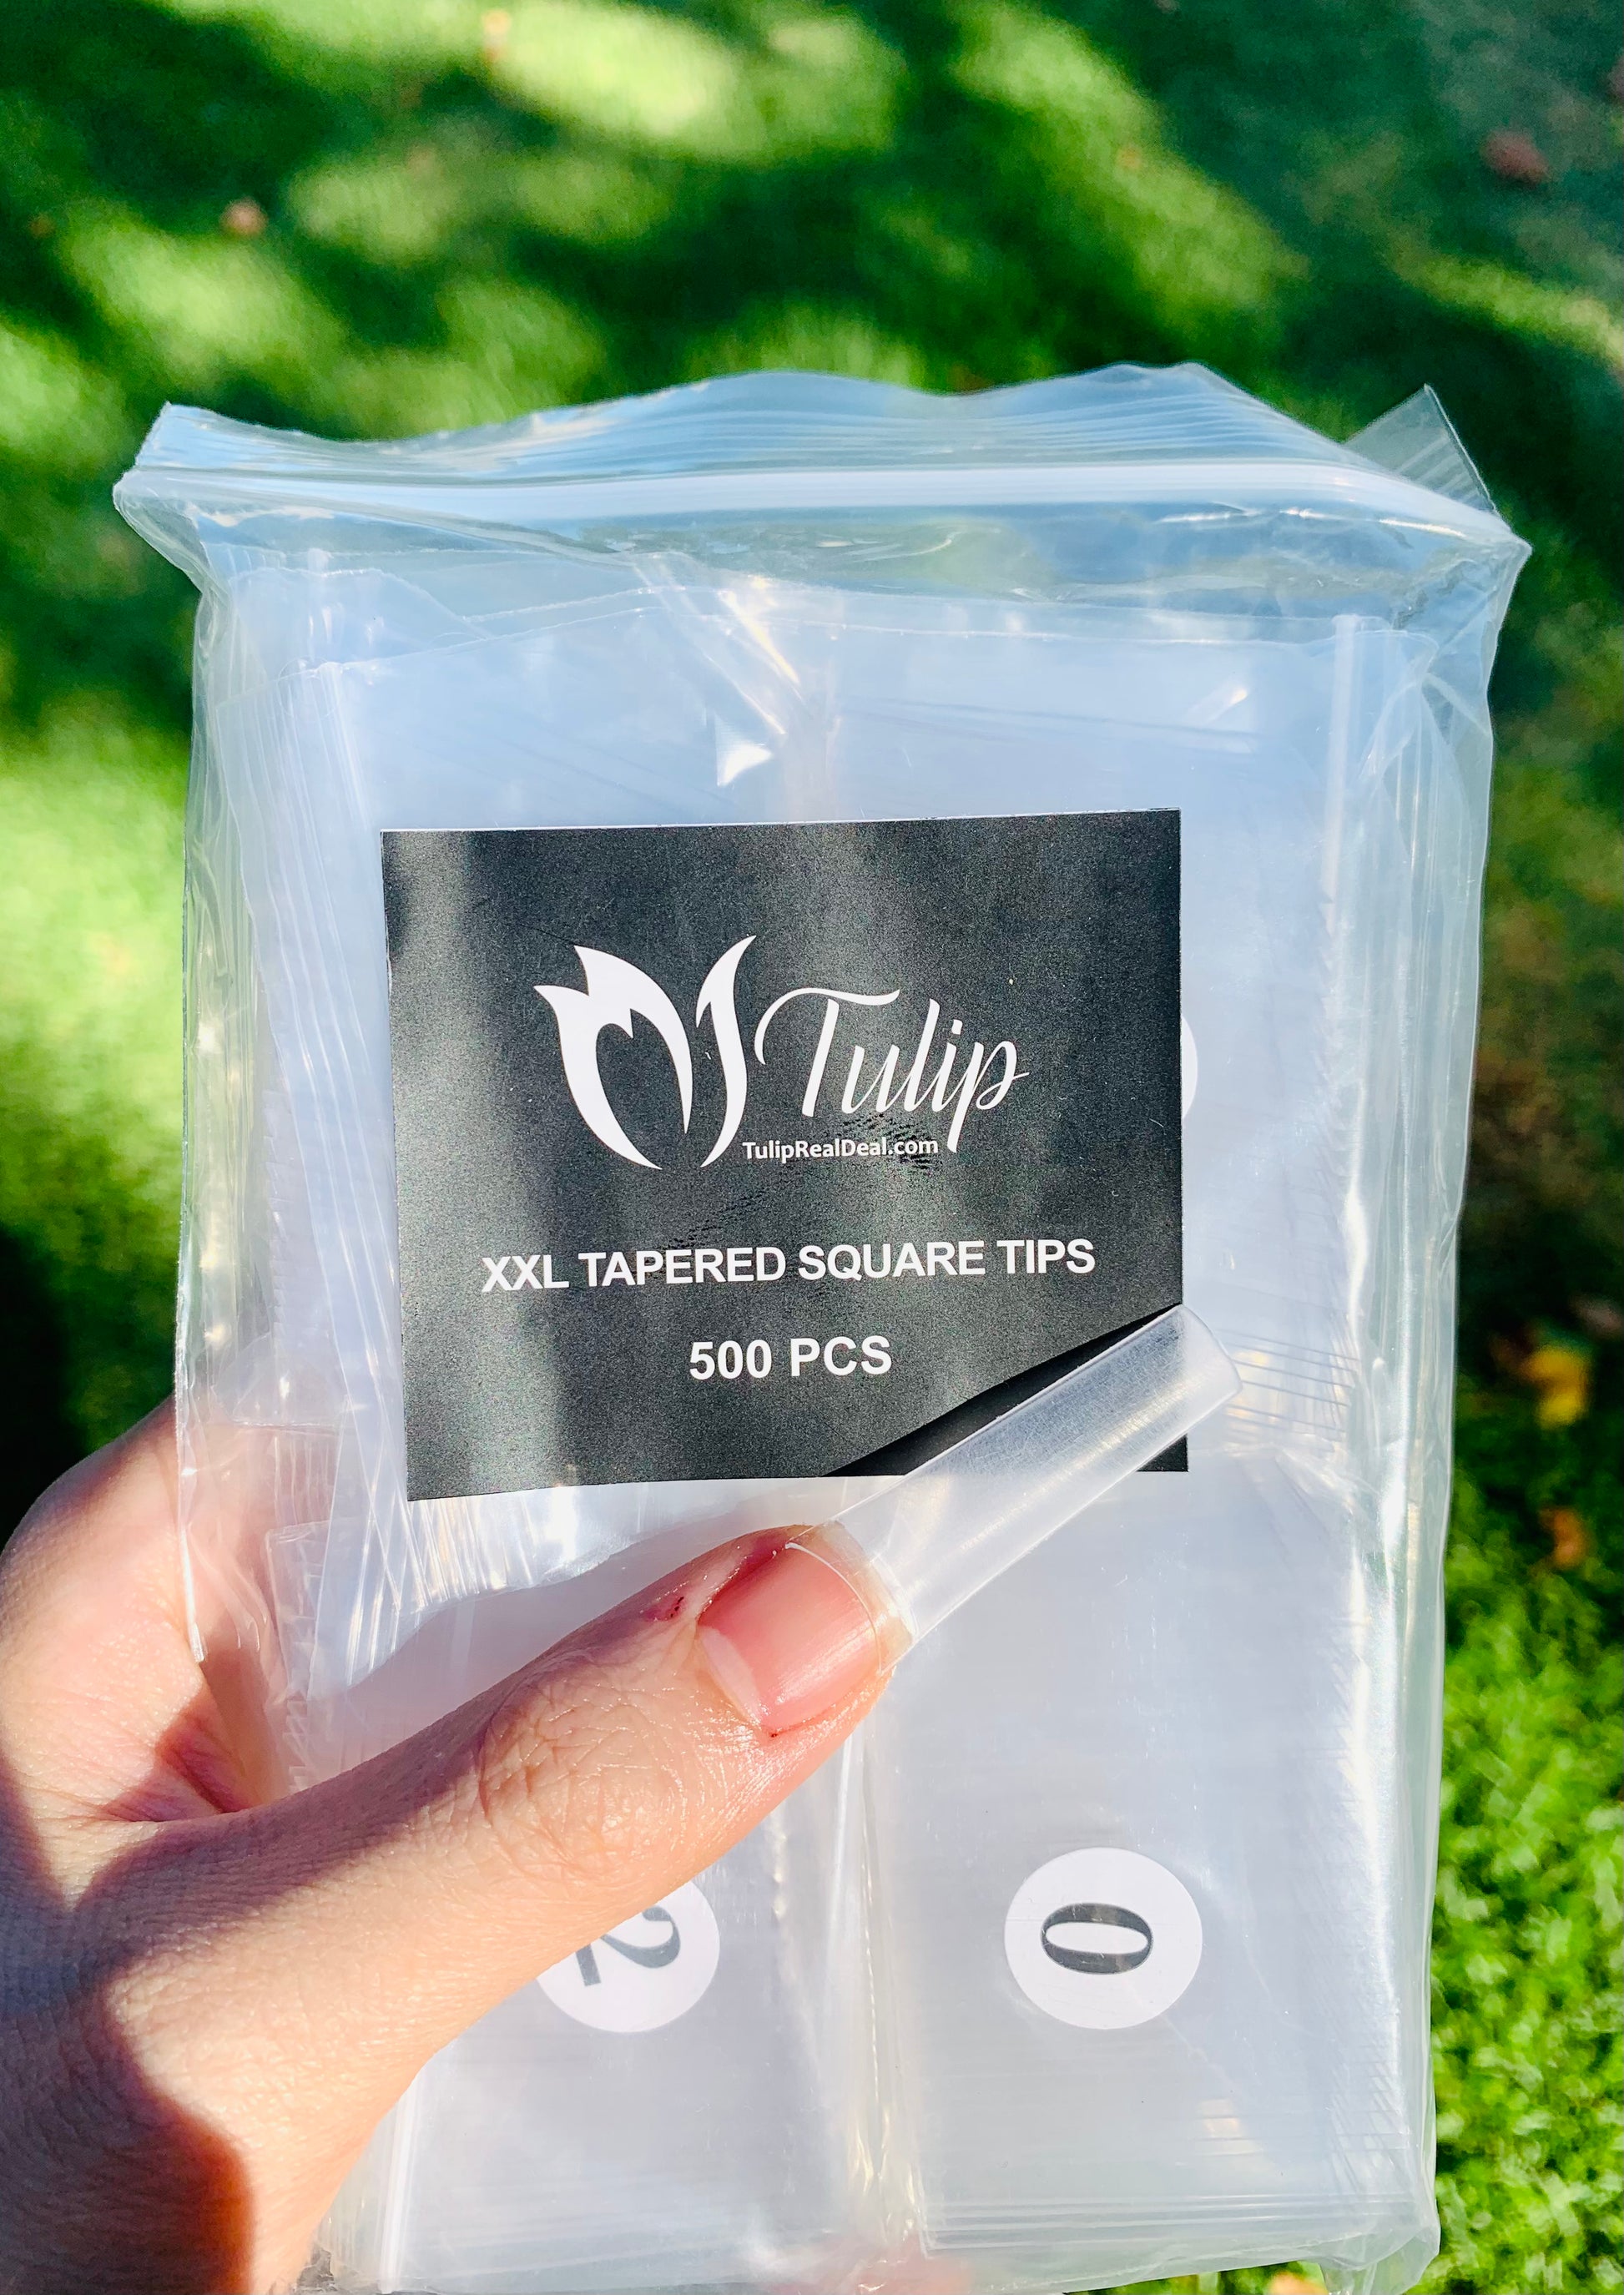 Tulip
TulipRealDeal.com
XXL TAPERED SQUARE TIPS
500 PCS
2
0